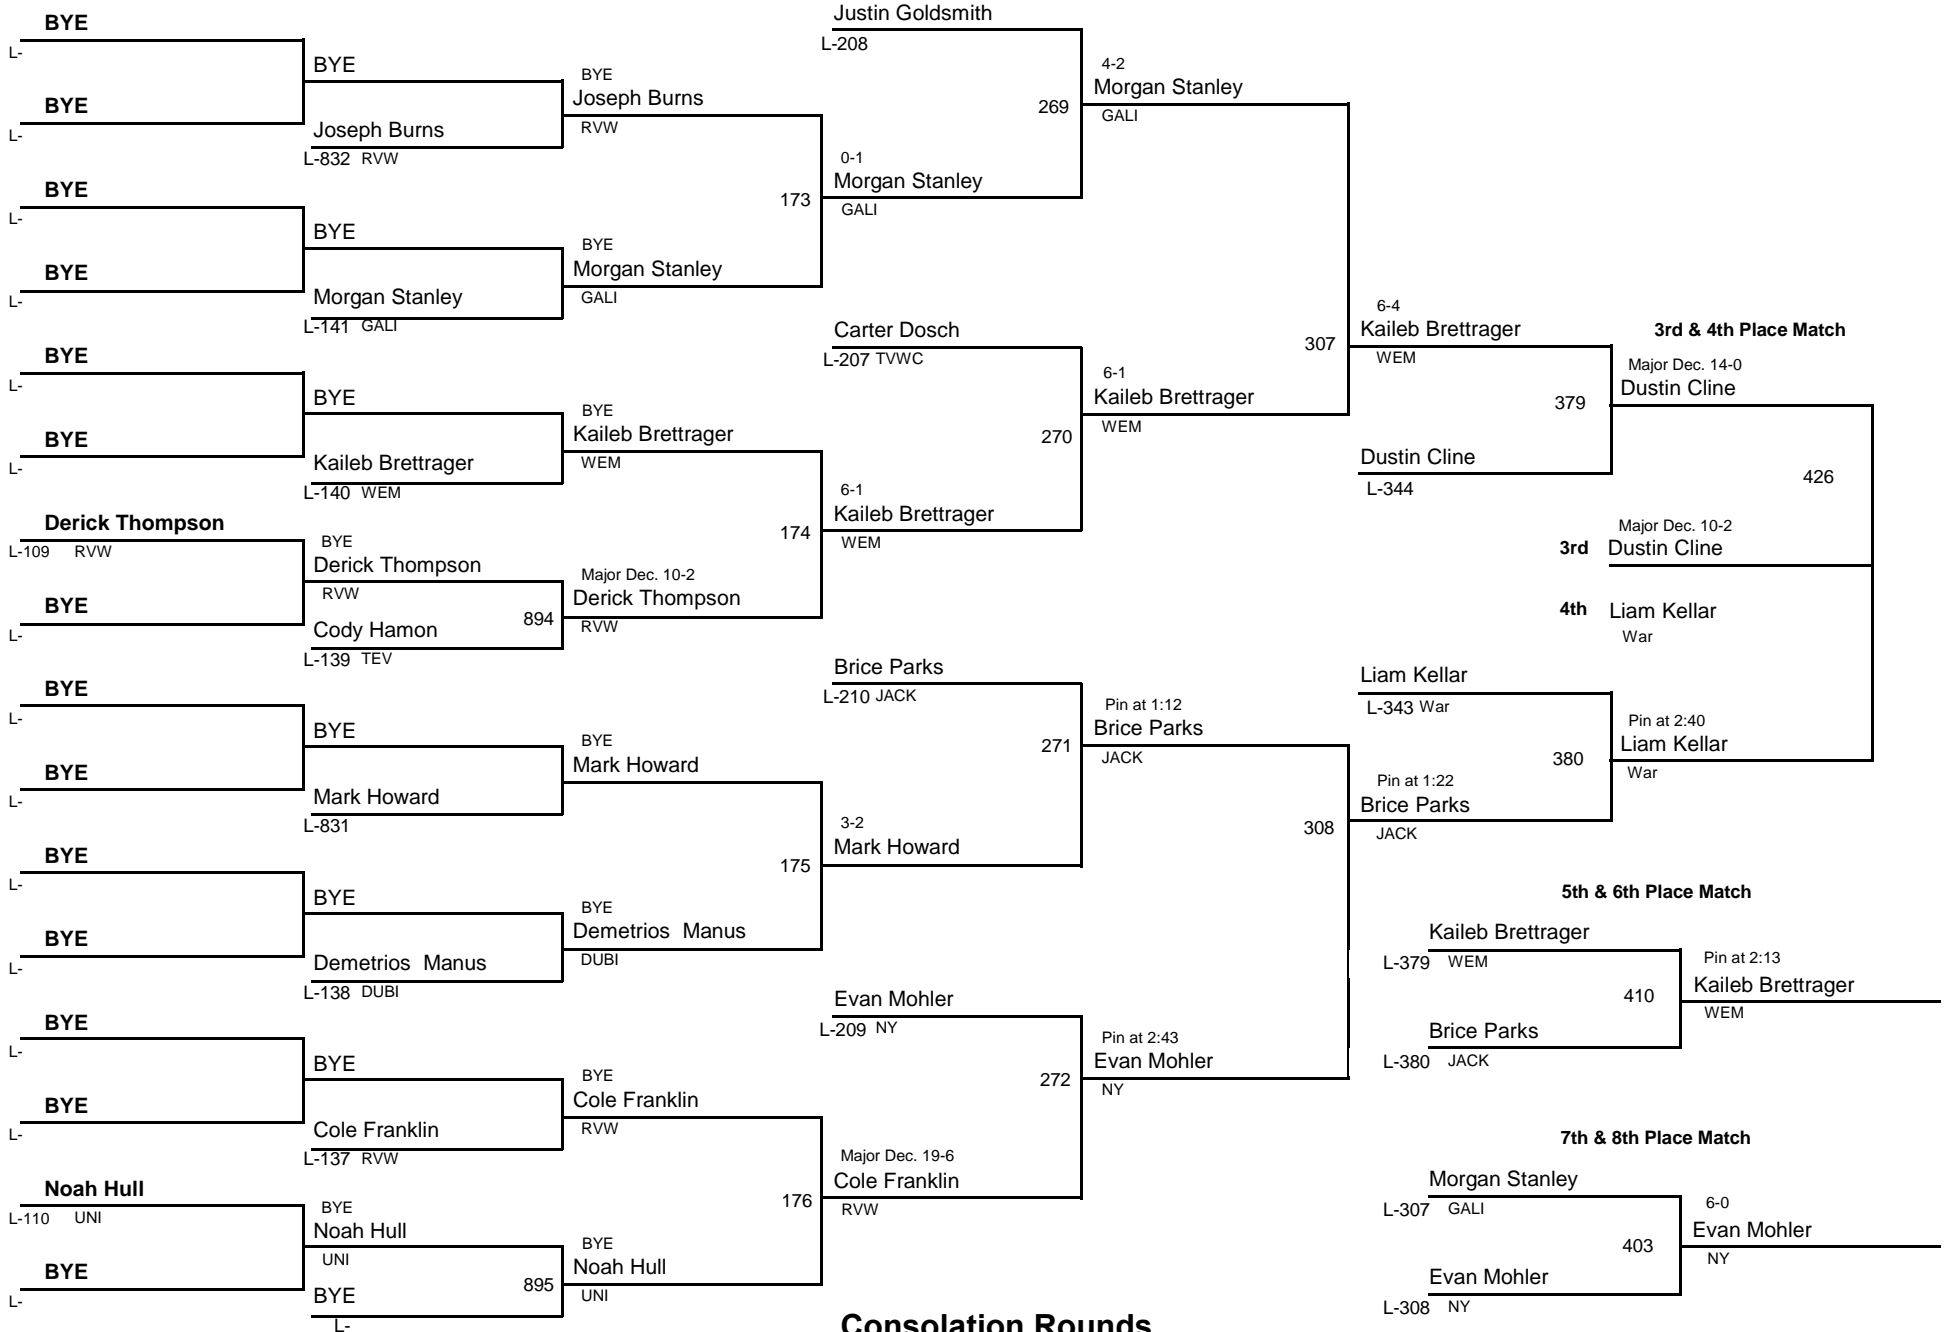 BYE
L-
BYE
L-
BYE
L-
BYE
L-
BYE
L-
BYE
L-
Derick Thompson
L-109 RVW
BYE
L-
BYE
L-
BYE
L-
BYE
L-
BYE
L-
BYE
L-
BYE
L-
Noah Hull
L-110 UNI
BYE
L-
BYE
Joseph Burns
L-832 RVW
BYE
Morgan Stanley
L-141 GALI
BYE
Kaileb Brettrager
L-140 WEM
BYE
Derick Thompson
RVW
894
Cody Hamon
L-139 TEV
BYE
Mark Howard
L-831
BYE
Demetrios  Manus
L-138 DUBI
BYE
Cole Franklin
L-137 RVW
BYE
Noah Hull
UNI
895
BYE
L-
BYE
Joseph Burns
RVW
173
BYE
Morgan Stanley
GALI
BYE
Kaileb Brettrager
WEM
174
Major Dec. 10-2
Derick Thompson
RVW
BYE
Mark Howard
175
BYE
Demetrios  Manus
DUBI
BYE
Cole Franklin
RVW
176
BYE
Noah Hull
UNI
Justin Goldsmith
L-208
269
0-1
Morgan Stanley
GALI
Carter Dosch
L-207 TVWC
270
6-1
Kaileb Brettrager
WEM
Brice Parks
L-210 JACK
271
3-2
Mark Howard
Evan Mohler
L-209 NY
272
Major Dec. 19-6
Cole Franklin
RVW
4-2
Morgan Stanley
GALI
307
6-1
Kaileb Brettrager
WEM
Pin at 1:12
Brice Parks
JACK
308
Pin at 2:43
Evan Mohler
NY
6-4
Kaileb Brettrager
WEM
379
Dustin Cline
L-344
Liam Kellar
L-343 War
380
Pin at 1:22
Brice Parks
JACK
3rd & 4th Place Match
Major Dec. 14-0
Dustin Cline
426
Major Dec. 10-2
3rd Dustin Cline
4th Liam Kellar
War
Pin at 2:40
Liam Kellar
War
5th & 6th Place Match
Kaileb Brettrager
L-379 WEM
410
Brice Parks
L-380 JACK
Pin at 2:13
Kaileb Brettrager
WEM
7th & 8th Place Match
Morgan Stanley
L-307 GALI
403
Evan Mohler
L-308 NY
6-0
Evan Mohler
NY
Consolation Rounds